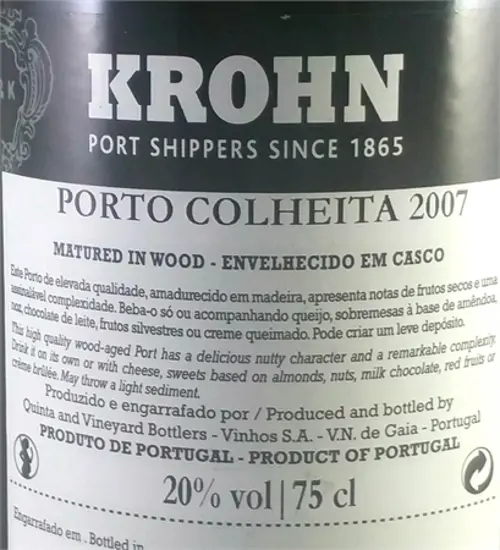 KROHN
PORT SHIPPERS SINCE 1865
PORTO COLHEITA 2007
MATURED IN WOOD - ENVELHECIDO EM CASCO
Este Porto de elevada qualidade, amadurecido em madeira, apresenta notas de frutos secos e uma
assinalável complexidade. Beba-o só ou acompanhando queijo, sobremesas à base de amêndoa,
noz, chocolate de leite, frutos silvestres ou creme queimado. Pode criar um leve depósito.
This high quality wood-aged Port has a delicious nutty character and a remarkable complexity.
Drink it on its own or with cheese, sweets based on almonds, nuts, milk chocolate, red fruits or
crème brûlée. May throw a light sediment.
Produzido e engarrafado por / Produced and bottled by
Quinta and Vineyard Bottlers - Vinhos S.A. - V.N. de Gaia - Portugal
PRODUTO DE PORTUGAL - PRODUCT OF PORTUGAL
20% vol | 75 cl
Engarrafado em . Bottled in